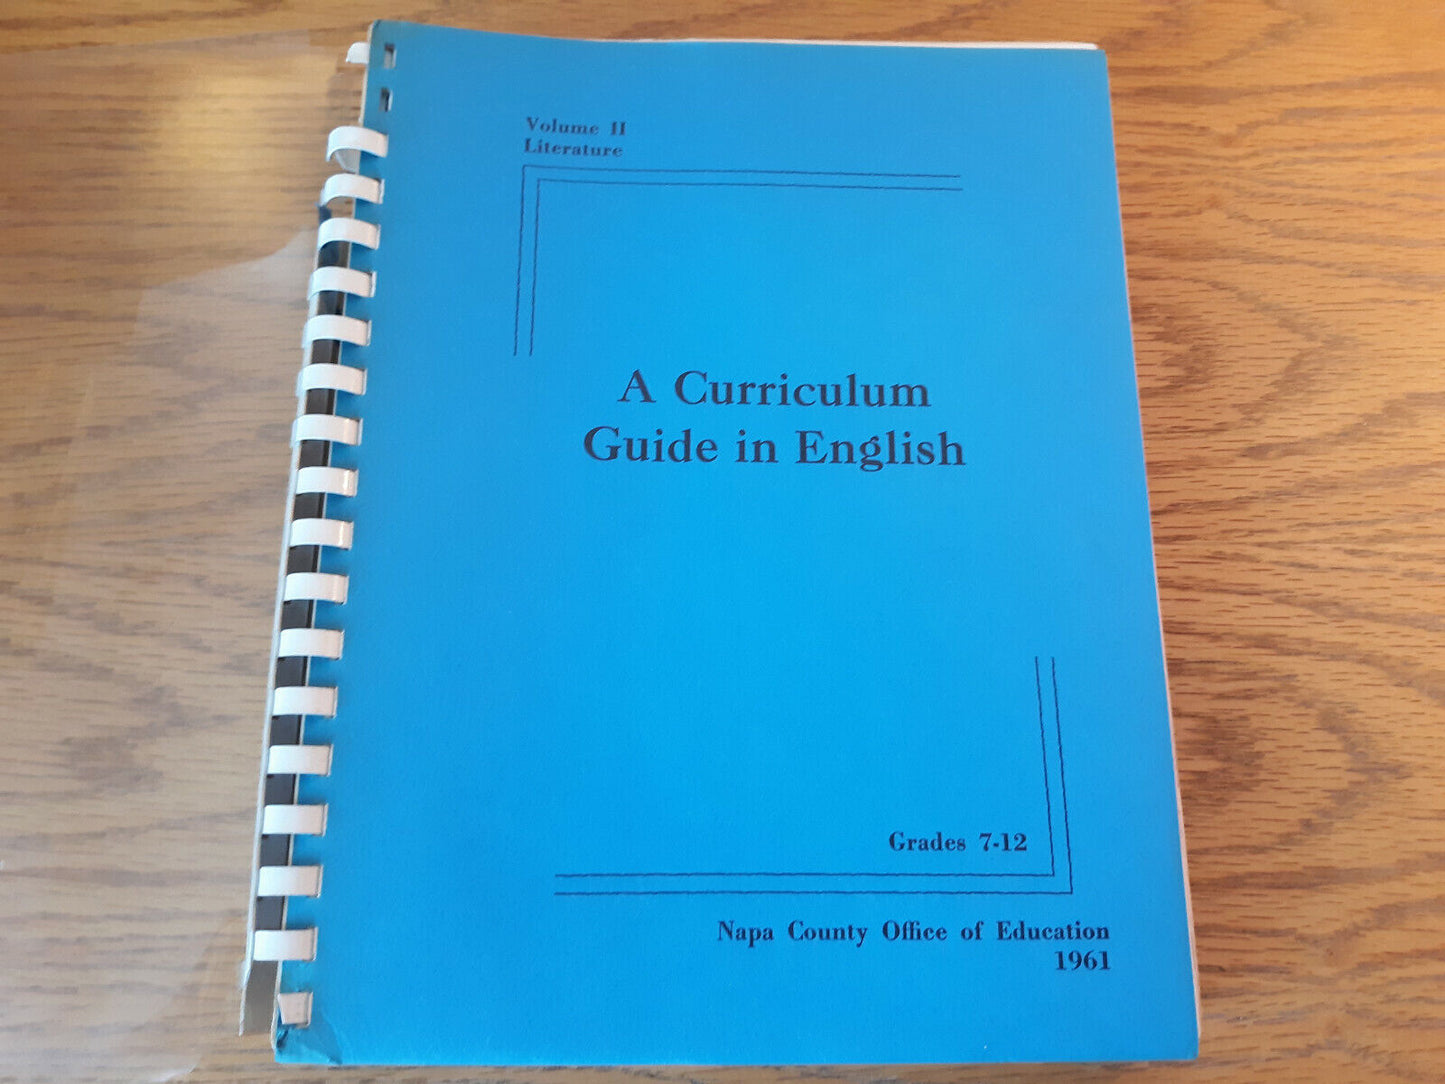 Volume II
Literature
A Curriculum
Guide in English
Grades 7-12
Napa County Office of Education
1961